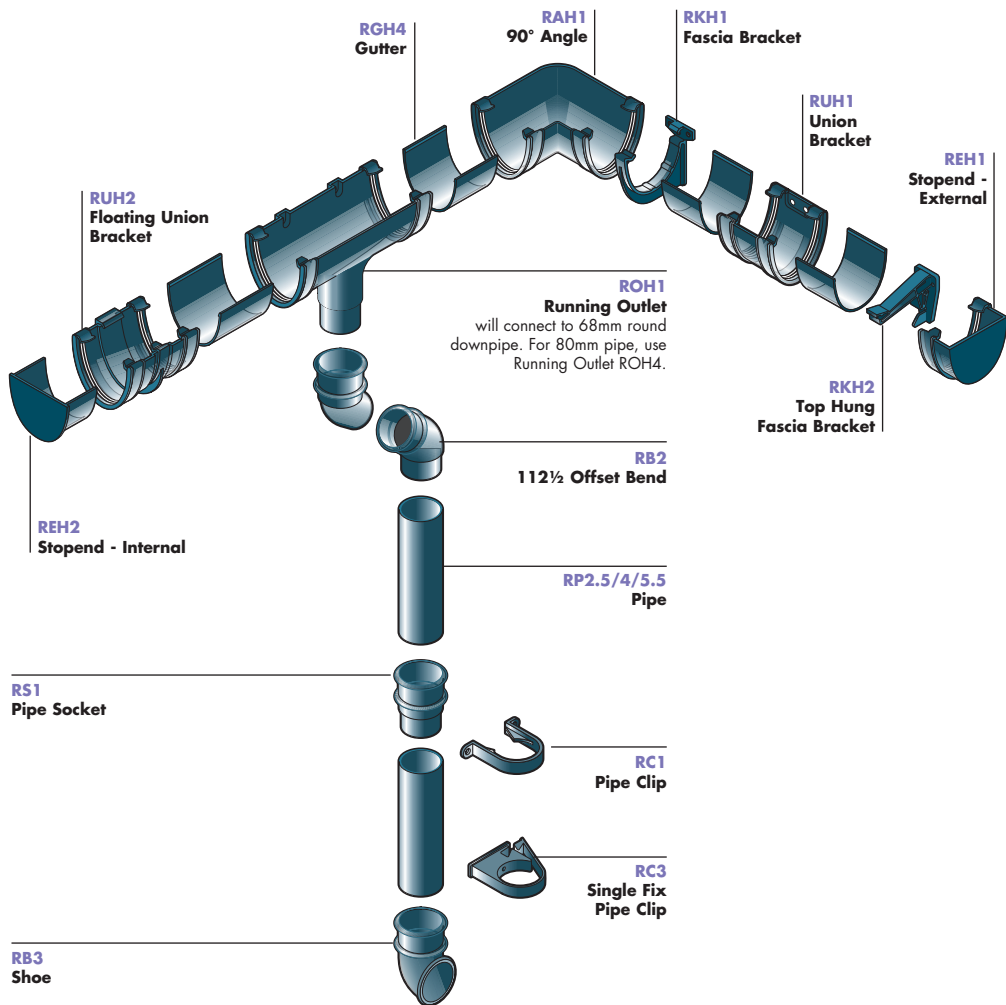 RGH4
Gutter
RAH1
90° Angle
RKH1
Fascia Bracket
RUH1
Union
Bracket
REH1
Stopend -
External
RUH2
Floating Union
Bracket
ROH1
Running Outlet
will connect to 68mm round
downpipe. For 80mm pipe, use
Running Outlet ROH4.
RKH2
Top Hung
Fascia Bracket
RB2
112½ Offset Bend
REH2
Stopend - Internal
RP2.5/4/5.5
Pipe
RS1
Pipe Socket
RC1
Pipe Clip
RC3
Single Fix
Pipe Clip
RB3
Shoe